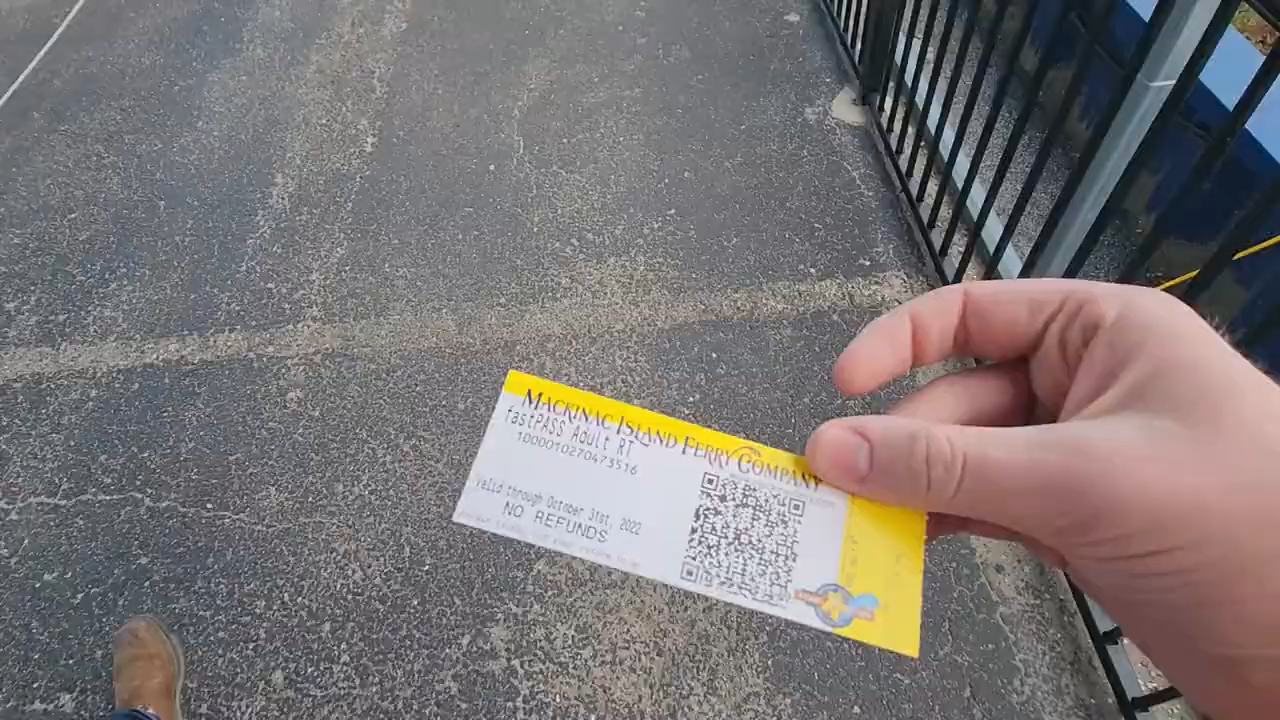 MACKINAC ISLAND FERRY COMPANY
fastPASS Adult RT
1000010270473516
Valid through October 31st, 2022
NO REFUNDS